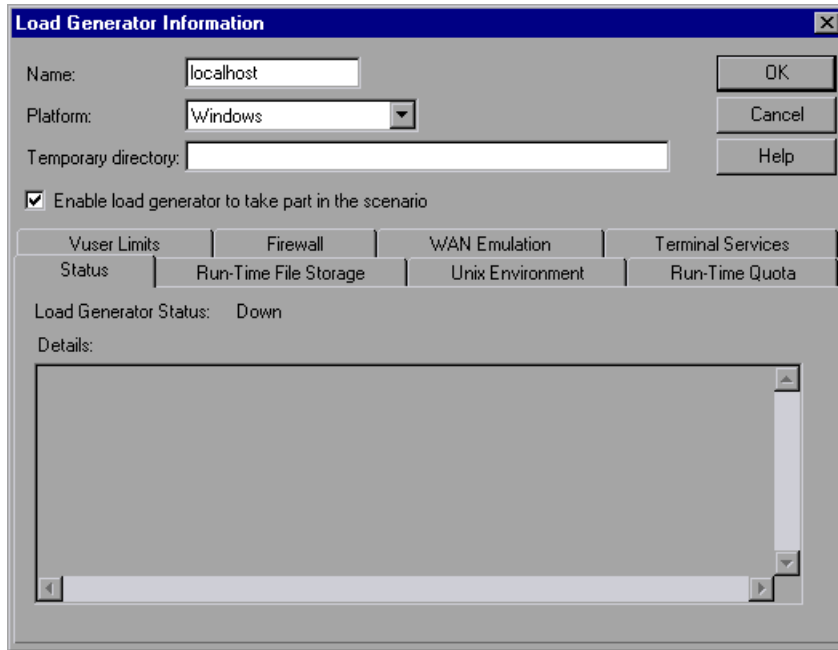 Load Generator Information
Name: localhost OK
Platform: Windows Cancel
Temporary directory: Help
Enable load generator to take part in the scenario
Vuser Limits Firewall WAN Emulation Terminal Services
Status Run-Time File Storage Unix Environment Run-Time Quota
Load Generator Status: Down
Details: